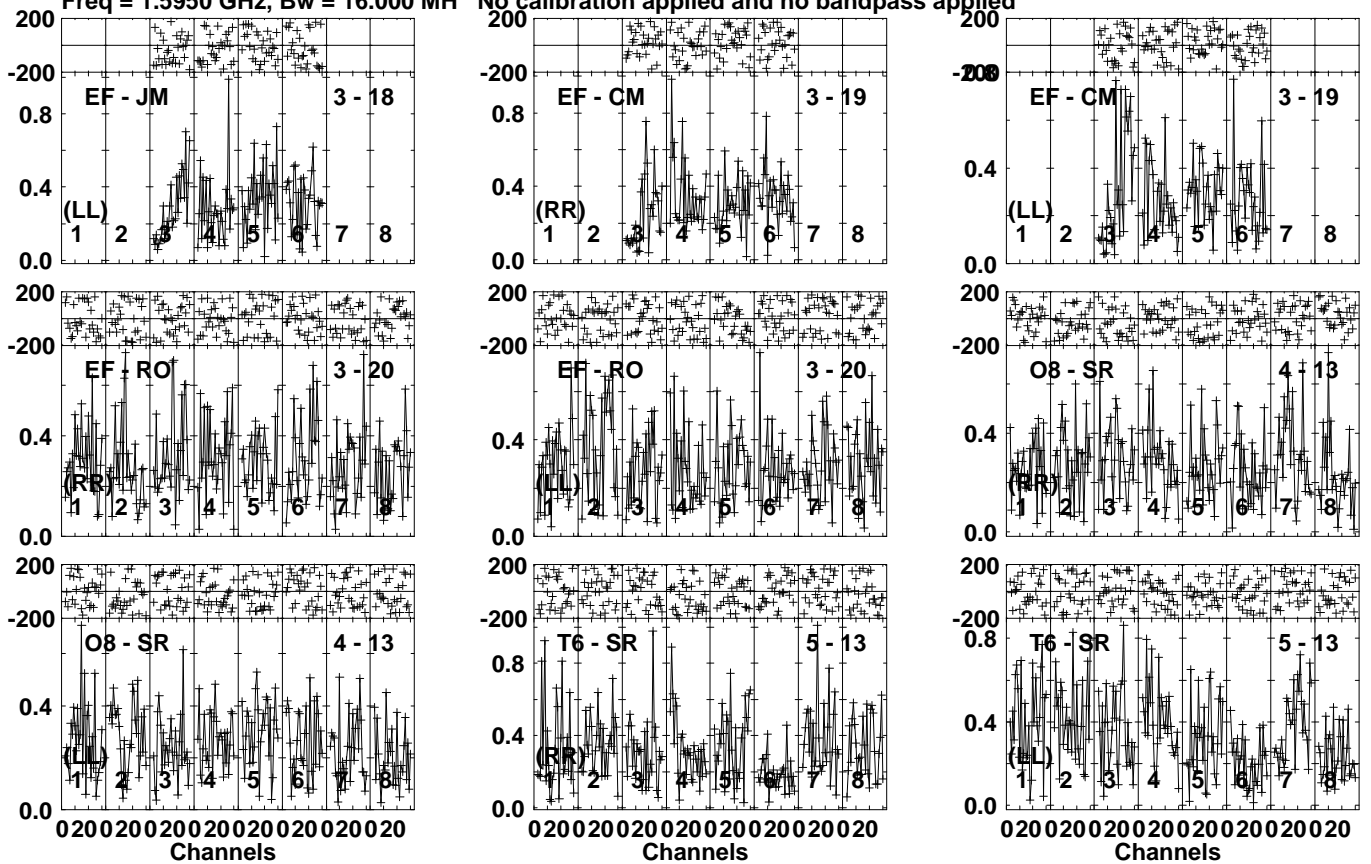 Freq = 1.5950 GHz, Bw = 16.000 MH No calibration applied and no bandpass applied
200 200 200
-200 -200 -200 0.8
EF - JM 3 - 18 EF - CM 3 - 19 EF - CM 3 - 19
0.8 0.8
0.4 0.4 0.4
(LL) (RR) (LL)
1 2 3 4 5 6 7 8 1 2 3 4 5 6 7 8 1 2 3 4 5 6 7 8
0.0 0.0 0.0
200 200 200
-200 -200 -200
EF - RO 3 - 20 EF - RO 3 - 20 O8 - SR 4 - 13
0.4 0.4 0.4
(RR) (LL) (RR)
1 2 3 4 5 6 7 8 1 2 3 4 5 6 7 8 1 2 3 4 5 6 7 8
0.0 0.0 0.0
200 200 200
-200 -200 -200
O8 - SR 4 - 13 T6 - SR 5 - 13 T6 - SR 5 - 13
0.8 0.8
0.4 0.4 0.4
(LL) (RR) (LL)
1 2 3 4 5 6 7 8 1 2 3 4 5 6 7 8 1 2 3 4 5 6 7 8
0.0 0.0 0.0
0 20 0 20 0 20 0 20 0 20 0 20 0 20 0 20 0 20 0 20 0 20 0 20 0 20 0 20 0 20 0 20 0 20 0 20 0 20 0 20 0 20 0 20 0 20 0 20
Channels Channels Channels